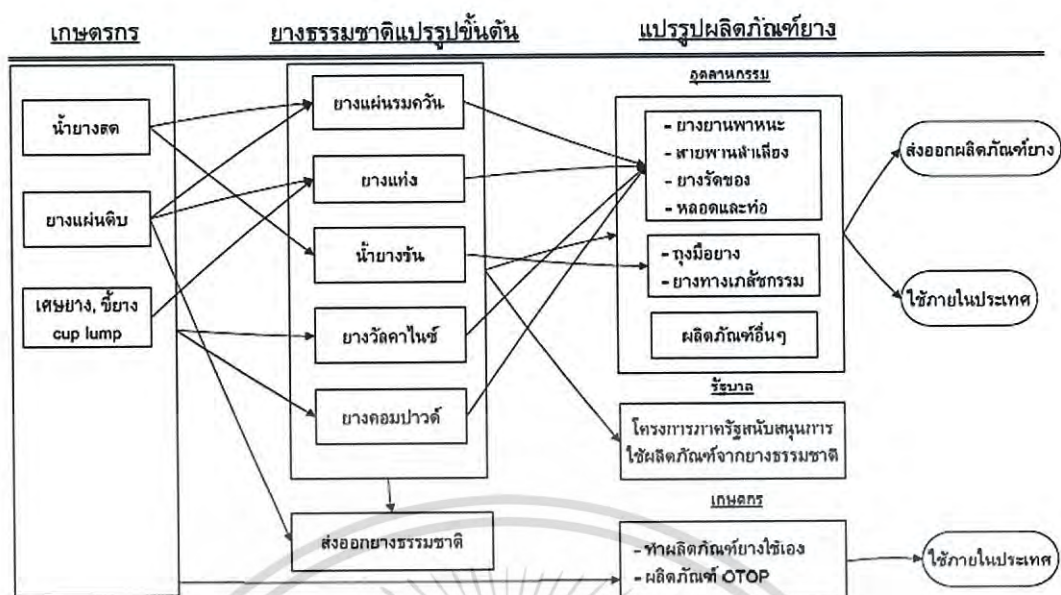 เกษตรกร
ยางธรรมชาติแปรรูปขั้นต้น
แปรรูปผลิตภัณฑ์ยาง
น้ำยางสด
ยางแผ่นดิบ
เศษยาง, ขี้ยาง
cup lump
ยางแผ่นรมควัน
ยางแท่ง
น้ำยางข้น
ยางวัลคาไนซ์
ยางคอมปาวด์
ส่งออกยางธรรมชาติ
อุตสาหกรรม
- ยางยานพาหนะ
- สายพานลำเลียง
- ยางรัดของ
- หลอดและท่อ
- ถุงมือยาง
- ยางทางเภสัชกรรม
ผลิตภัณฑ์อื่นๆ
รัฐบาล
โครงการภาครัฐสนับสนุนการ
ใช้ผลิตภัณฑ์จากยางธรรมชาติ
เกษตกร
- ทำผลิตภัณฑ์ยางใช้เอง
- ผลิตภัณฑ์ OTOP
ส่งออกผลิตภัณฑ์ยาง
ใช้ภายในประเทศ
ใช้ภายในประเทศ